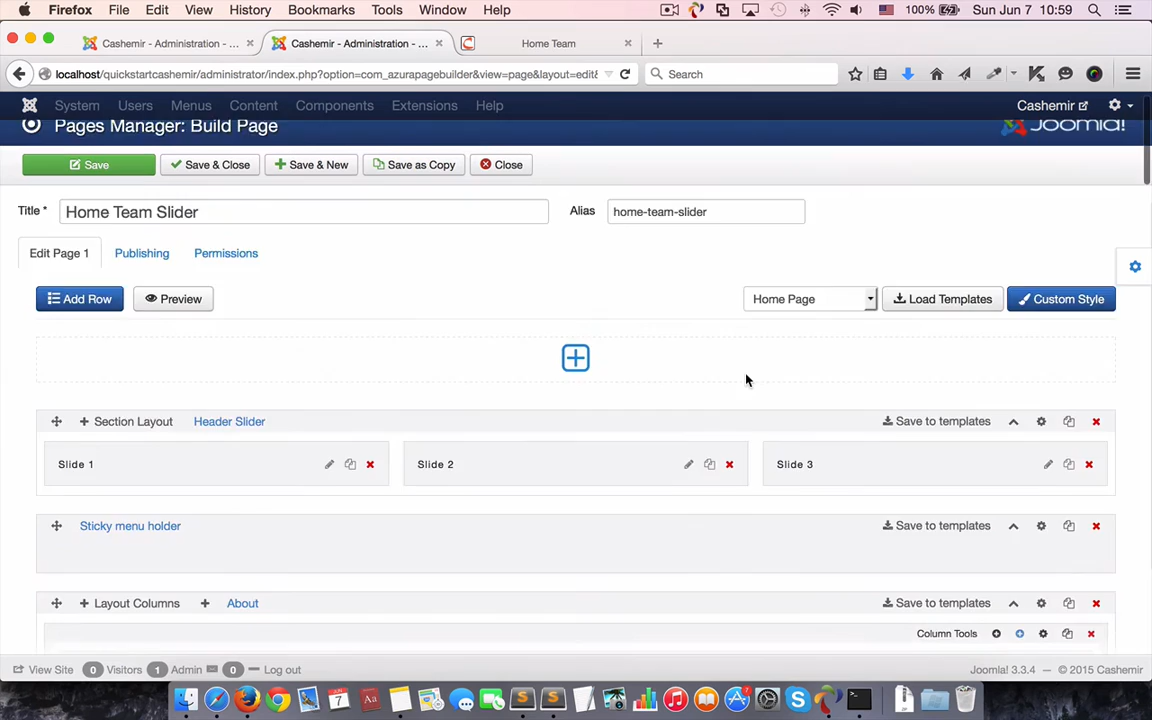 Firefox File Edit View History Bookmarks Tools Window Help 100% Sun Jun 7 10:59
Cashemir - Administration - ... Cashemir - Administration - ... Home Team
localhost/quickstartcashemir/administrator/index.php?option=com_azurapagebuilder&view=page&layout=edit& Search
System Users Menus Content Components Extensions Help Cashemir
Pages Manager: Build Page Joomla!
Save Save & Close Save & New Save as Copy Close
Title * Home Team Slider Alias home-team-slider
Edit Page 1 Publishing Permissions
Add Row Preview Home Page Load Templates Custom Style
Section Layout Header Slider Save to templates
Slide 1 Slide 2 Slide 3
Sticky menu holder Save to templates
Layout Columns About Save to templates
Column Tools
View Site 0 Visitors 1 Admin 0 Log out Joomla! 3.3.4 — © 2015 Cashemir